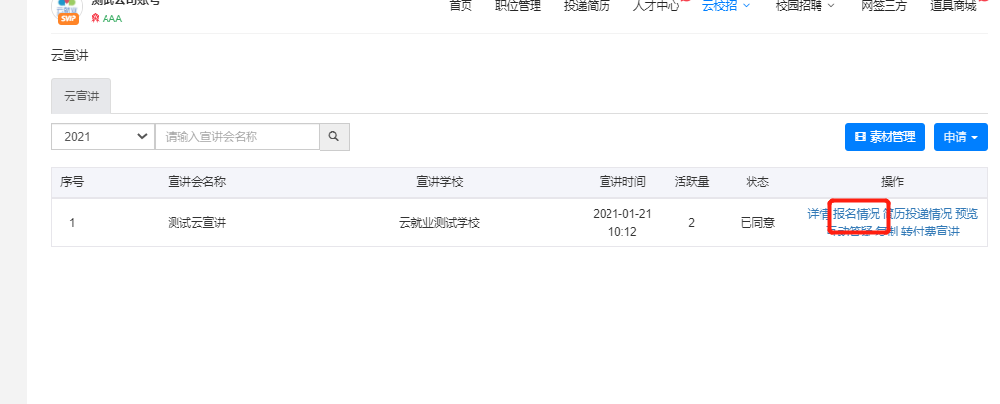 测试公司账号
云就业
SVIP
AAA
首页 职位管理 投递简历 人才中心 云校招 校园招聘 网签三方 道具商城
云宣讲
云宣讲
2021 请输入宣讲会名称 素材管理 申请
序号 宣讲会名称 宣讲学校 宣讲时间 活跃量 状态 操作
1 测试云宣讲 云就业测试学校 2021-01-21 10:12 2 已同意 详情 报名情况 简历投递情况 预览
互动答疑 复制 转付费宣讲